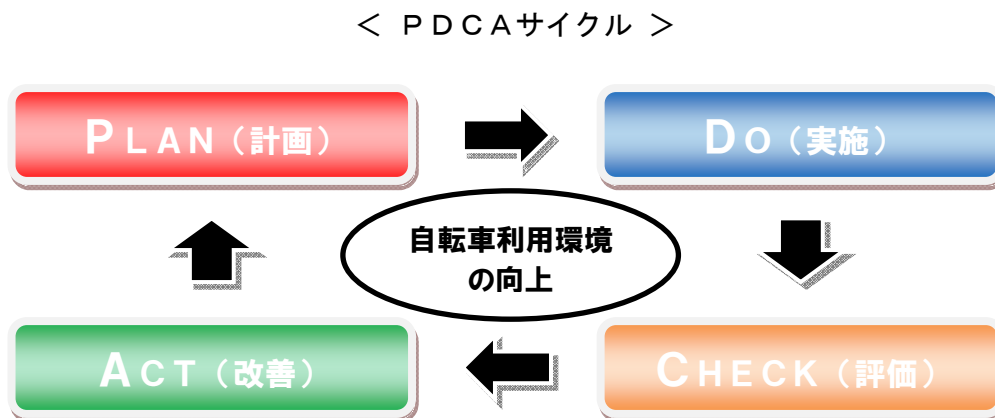 ＜ ＰＤＣＡサイクル ＞
ＰＬＡＮ（計画）
ＤＯ（実施）
自転車利用環境
の向上
ＡＣＴ（改善）
ＣＨＥＣＫ（評価）